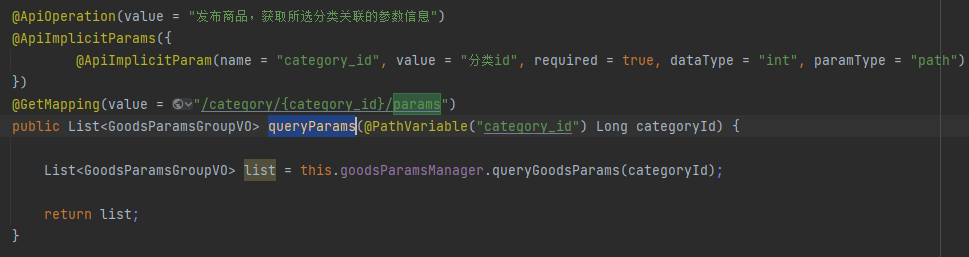 @ApiOperation(value = "发布商品，获取所选分类关联的参数信息")
@ApiImplicitParams({
        @ApiImplicitParam(name = "category_id", value = "分类id", required = true, dataType = "int", paramType = "path")
})
@GetMapping(value = "/category/{category_id}/params")
public List<GoodsParamsGroupVO> queryParams(@PathVariable("category_id") Long categoryId) {
    List<GoodsParamsGroupVO> list = this.goodsParamsManager.queryGoodsParams(categoryId);
    return list;
}